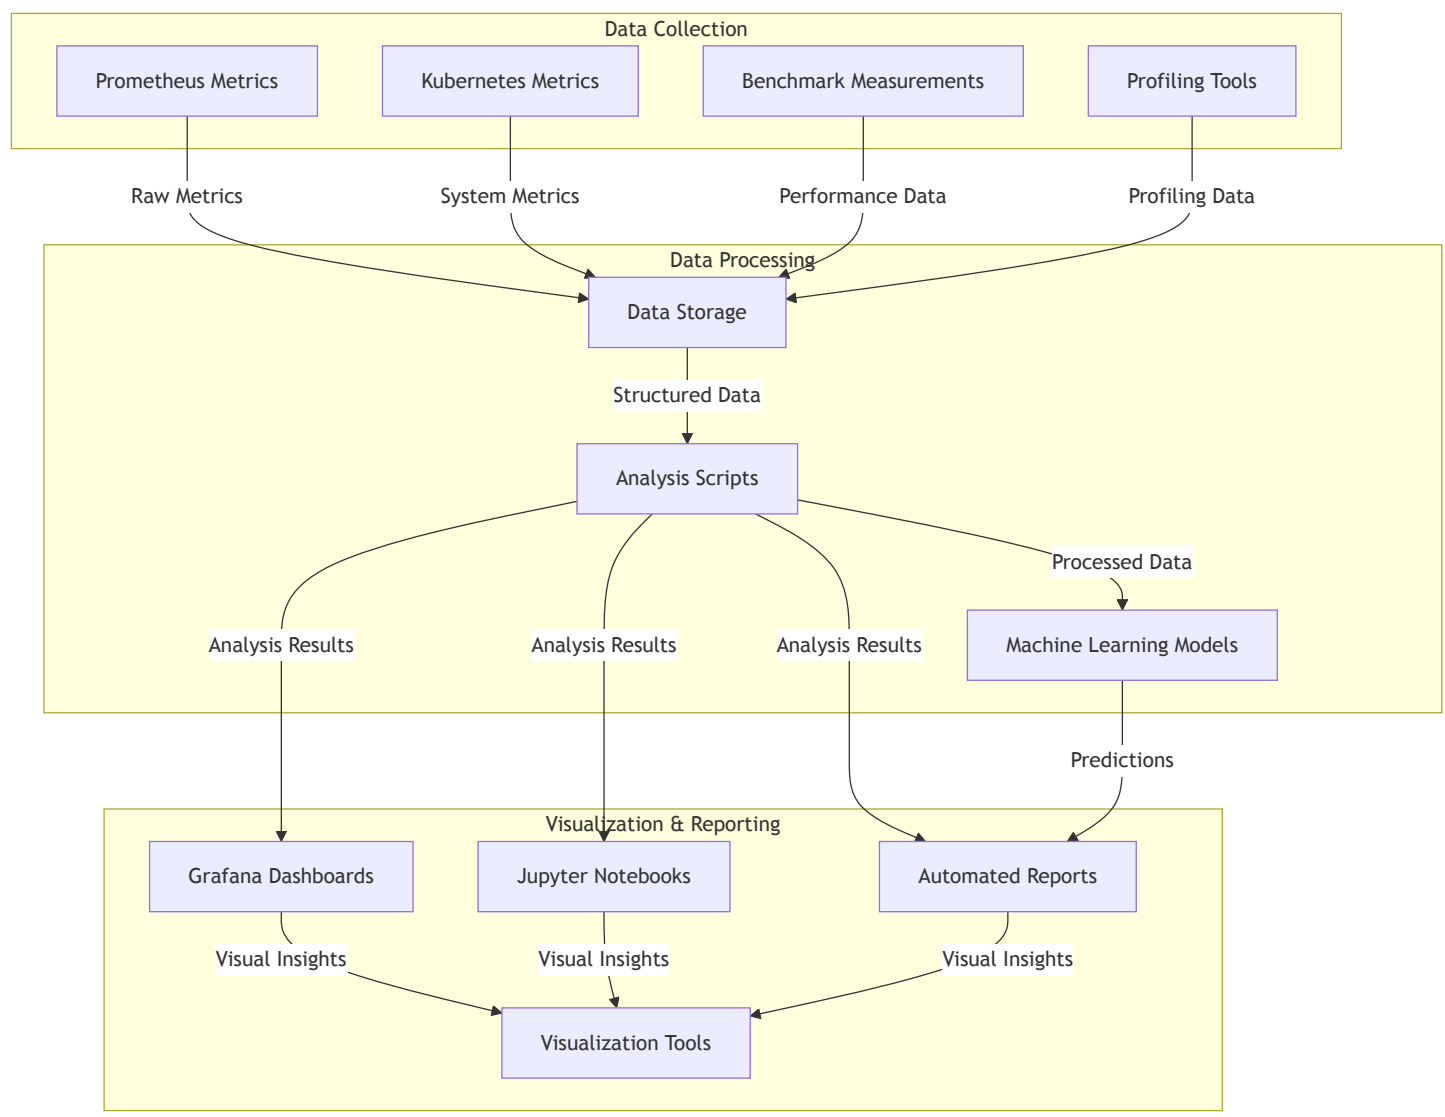 Data Collection
Prometheus Metrics
Kubernetes Metrics
Benchmark Measurements
Profiling Tools
Raw Metrics
System Metrics
Performance Data
Profiling Data
Data Processing
Data Storage
Structured Data
Analysis Scripts
Processed Data
Analysis Results
Analysis Results
Analysis Results
Machine Learning Models
Predictions
Visualization & Reporting
Grafana Dashboards
Jupyter Notebooks
Automated Reports
Visual Insights
Visual Insights
Visual Insights
Visualization Tools